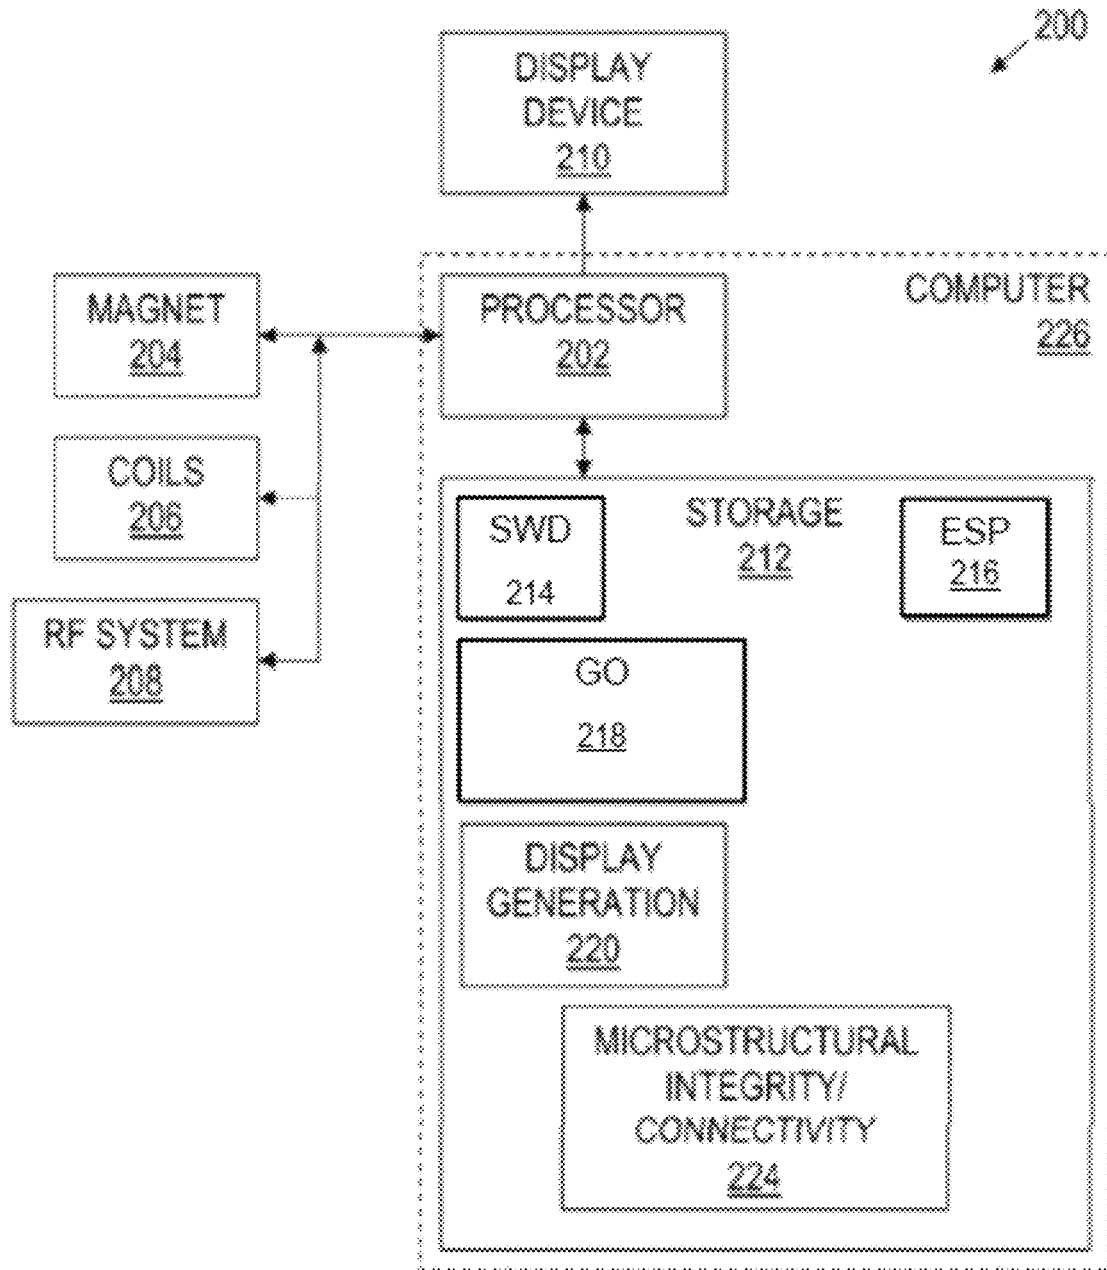 200
DISPLAY
DEVICE
210
MAGNET
204
PROCESSOR
202
COMPUTER
226
COILS
206
RF SYSTEM
208
SWD
214
STORAGE
212
ESP
216
GO
218
DISPLAY
GENERATION
220
MICROSTRUCTURAL
INTEGRITY/
CONNECTIVITY
224